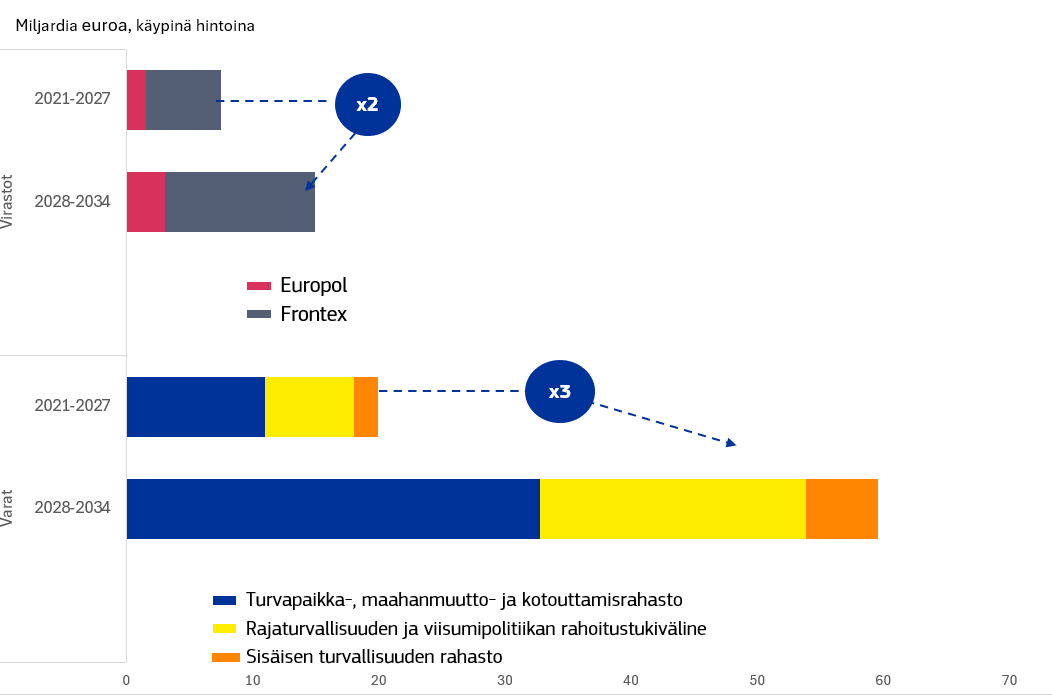 Miljardia euroa, käypinä hintoina
Virastot
2021-2027
x2
2028-2034
Europol
Frontex
Varat
2021-2027
x3
2028-2034
Turvapaikka-, maahanmuutto- ja kotouttamisrahasto
Rajaturvallisuuden ja viisumipolitiikan rahoitustukiväline
Sisäisen turvallisuuden rahasto
0 10 20 30 40 50 60 70